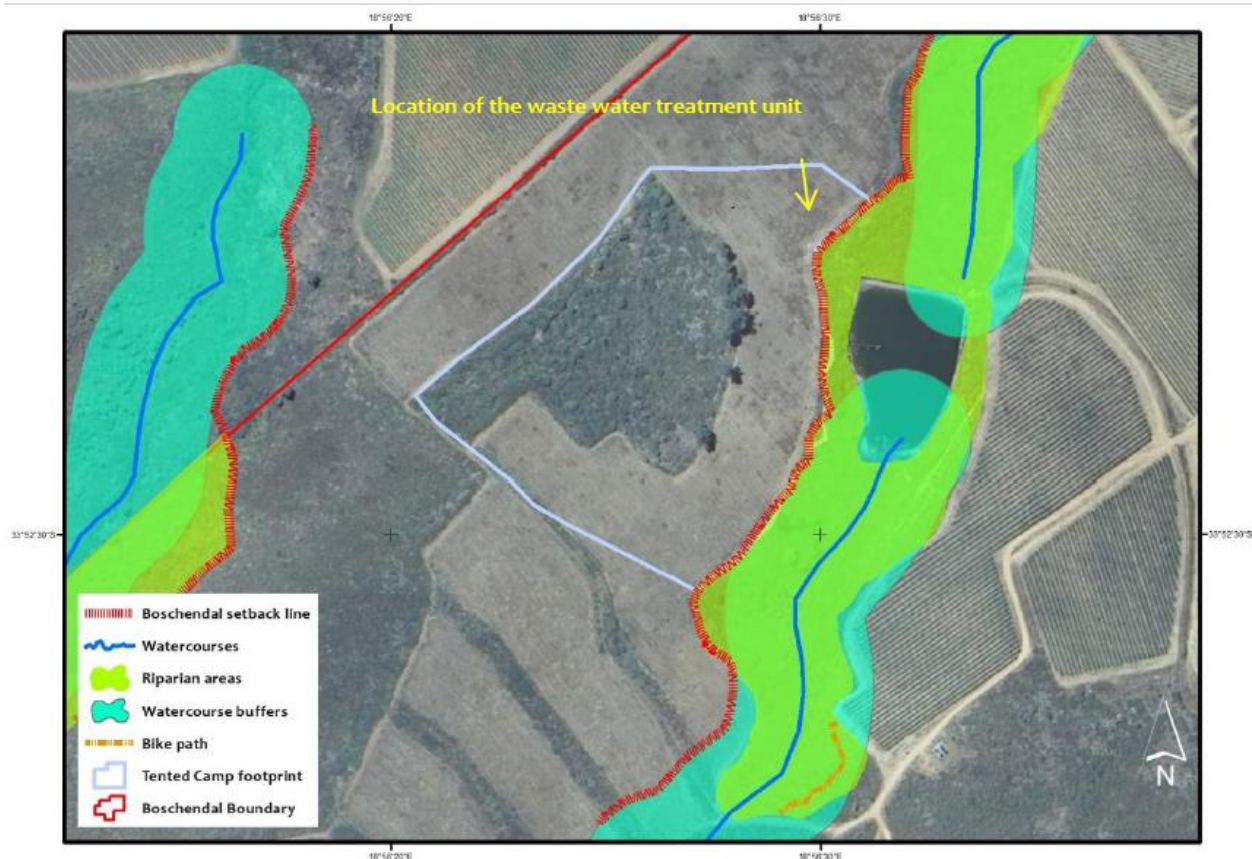 18°56'20"E
18°56'30"E
Location of the waste water treatment unit
33°52'30"S
33°52'30"S
Boschendal setback line
Watercourses
Riparian areas
Watercourse buffers
Bike path
Tented Camp footprint
Boschendal Boundary
N
18°56'20"E
18°56'30"E